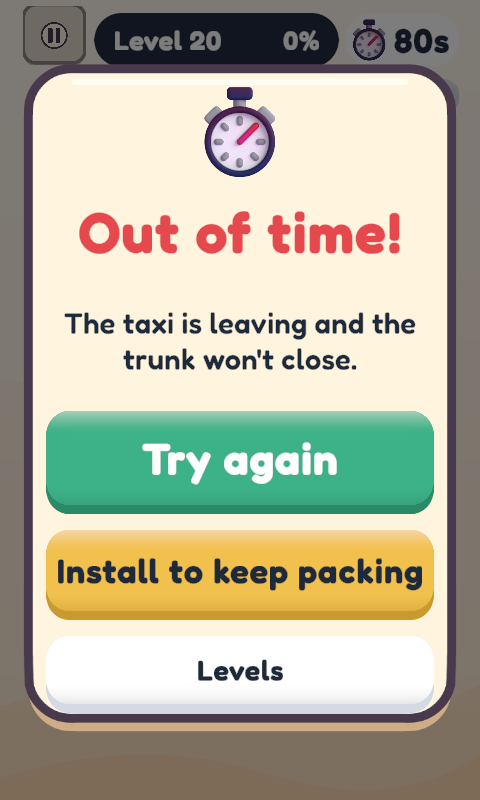 Level 20 0% 80s
Out of time!
The taxi is leaving and the
trunk won't close.
Try again
Install to keep packing
Levels